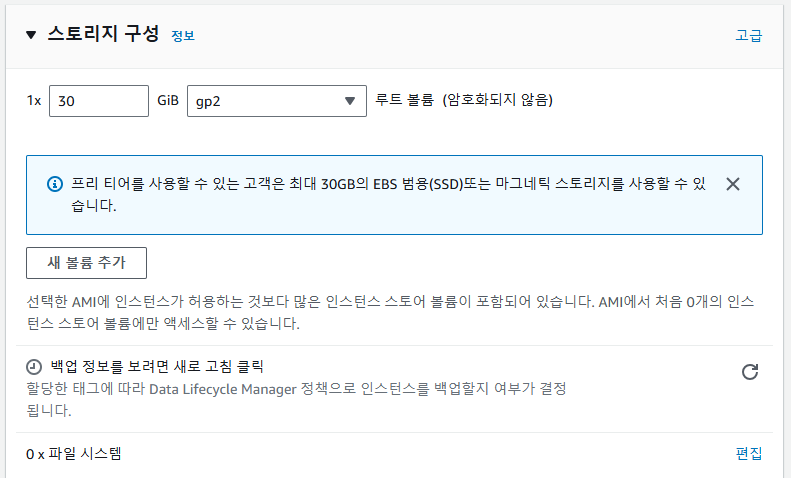 스토리지 구성 정보 고급
1x 30 GiB gp2 루트 볼륨 (암호화되지 않음)
프리 티어를 사용할 수 있는 고객은 최대 30GB의 EBS 범용(SSD)또는 마그네틱 스토리지를 사용할 수 있
습니다.
새 볼륨 추가
선택한 AMI에 인스턴스가 허용하는 것보다 많은 인스턴스 스토어 볼륨이 포함되어 있습니다. AMI에서 처음 0개의 인스
턴스 스토어 볼륨에만 액세스할 수 있습니다.
백업 정보를 보려면 새로 고침 클릭
할당한 태그에 따라 Data Lifecycle Manager 정책으로 인스턴스를 백업할지 여부가 결정
됩니다.
0 x 파일 시스템 편집